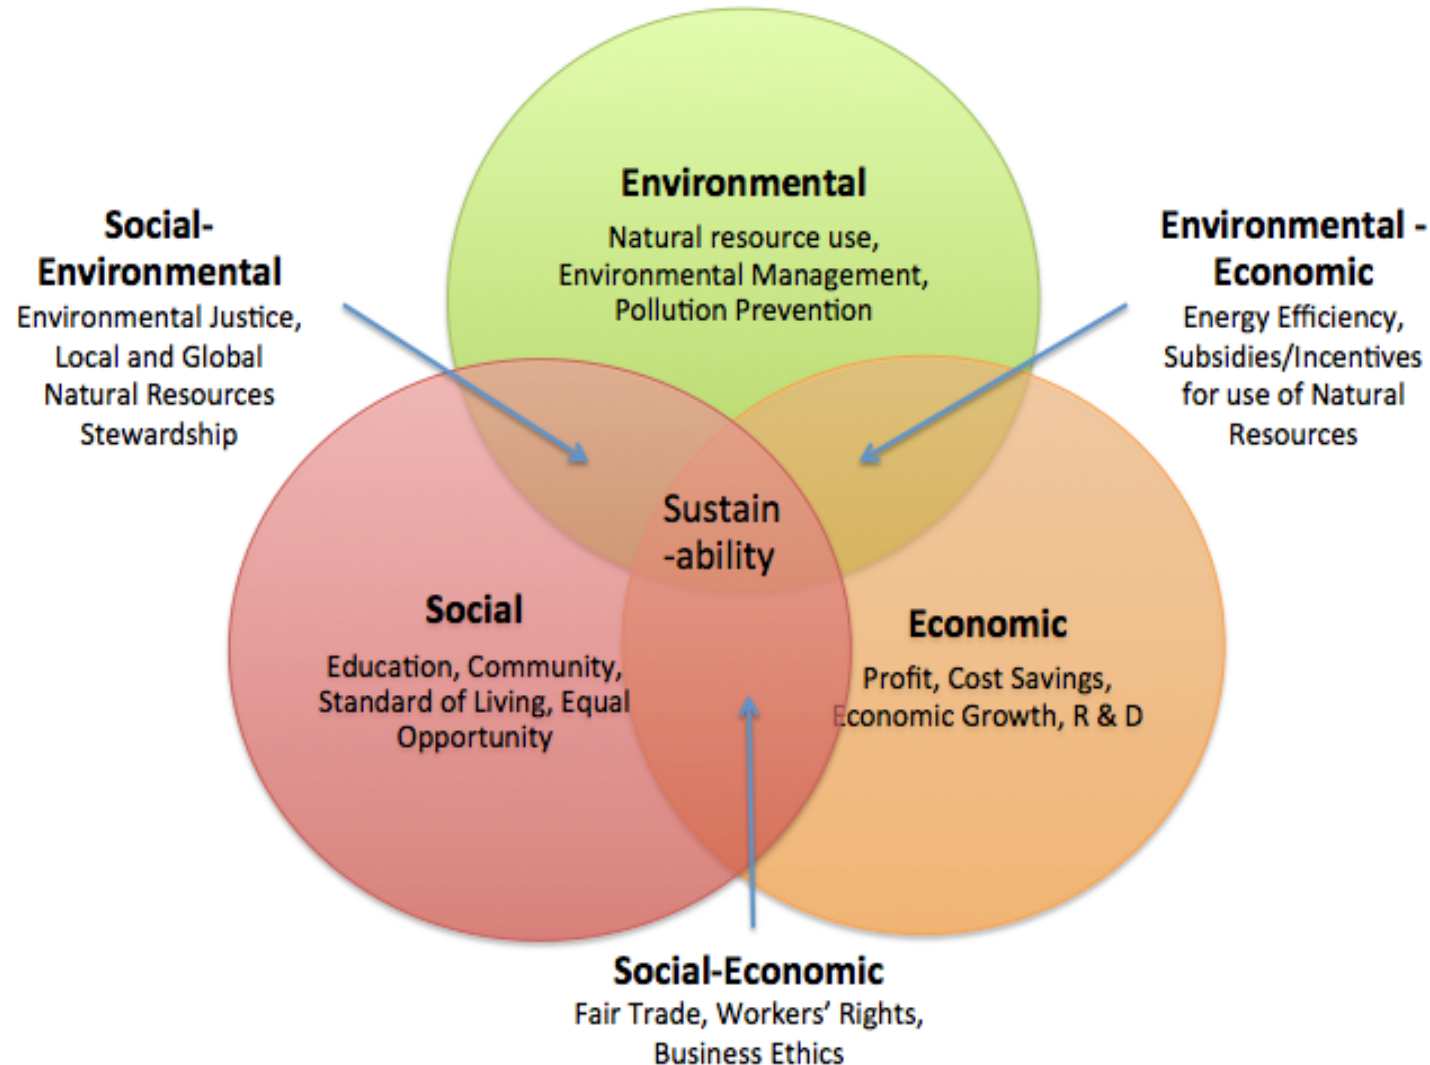 Environmental
Natural resource use,
Environmental Management,
Pollution Prevention
Social-
Environmental
Environmental Justice,
Local and Global
Natural Resources
Stewardship
Environmental -
Economic
Energy Efficiency,
Subsidies/Incentives
for use of Natural
Resources
Sustain
-ability
Social
Education, Community,
Standard of Living, Equal
Opportunity
Economic
Profit, Cost Savings,
Economic Growth, R & D
Social-Economic
Fair Trade, Workers’ Rights,
Business Ethics